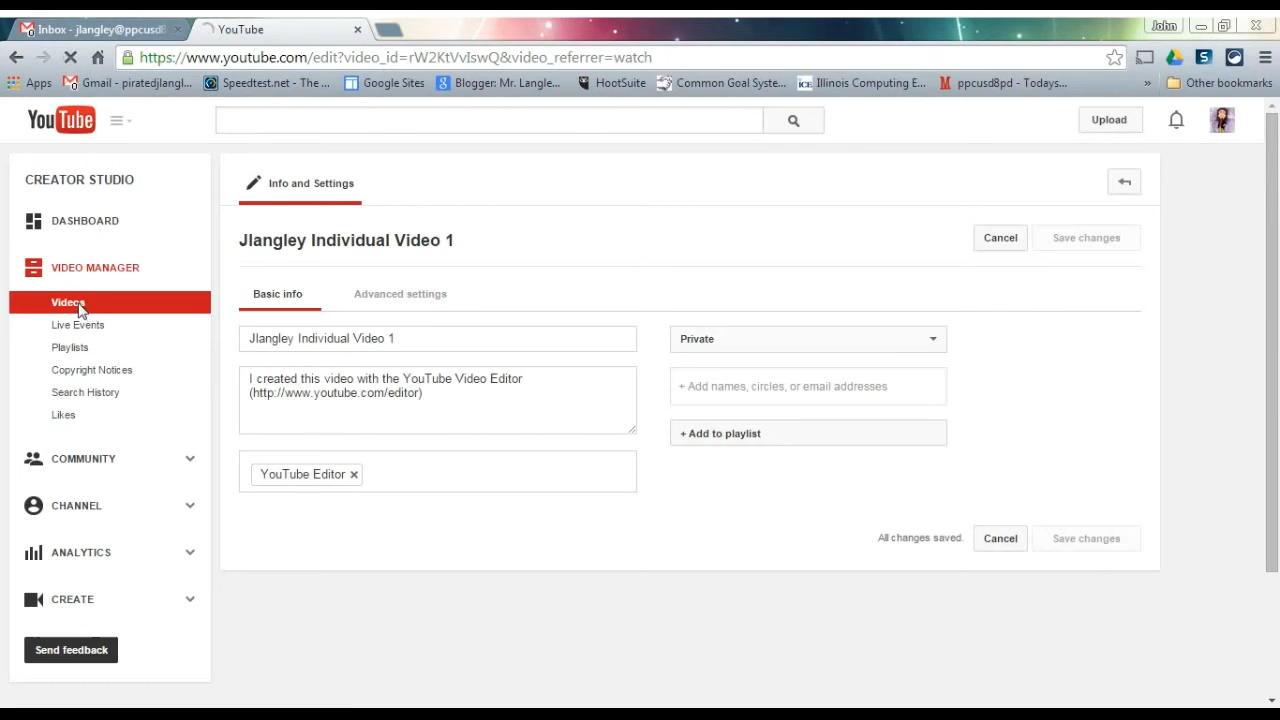 Inbox - jlangley@ppcusd8
YouTube
John
https://www.youtube.com/edit?video_id=rW2KtVvIswQ&video_referrer=watch
Apps
Gmail - piratedjlangl...
Speedtest.net - The ...
Google Sites
Blogger: Mr. Langle...
HootSuite
Common Goal Syste...
ICE Illinois Computing E...
ppcusd8pd - Todays...
»
Other bookmarks
YouTube
Upload
CREATOR STUDIO
DASHBOARD
VIDEO MANAGER
Videos
Live Events
Playlists
Copyright Notices
Search History
Likes
COMMUNITY
CHANNEL
ANALYTICS
CREATE
Send feedback
Info and Settings
Jlangley Individual Video 1
Cancel
Save changes
Basic info
Advanced settings
Jlangley Individual Video 1
I created this video with the YouTube Video Editor
(http://www.youtube.com/editor)
YouTube Editor
Private
+ Add names, circles, or email addresses
+ Add to playlist
All changes saved.
Cancel
Save changes